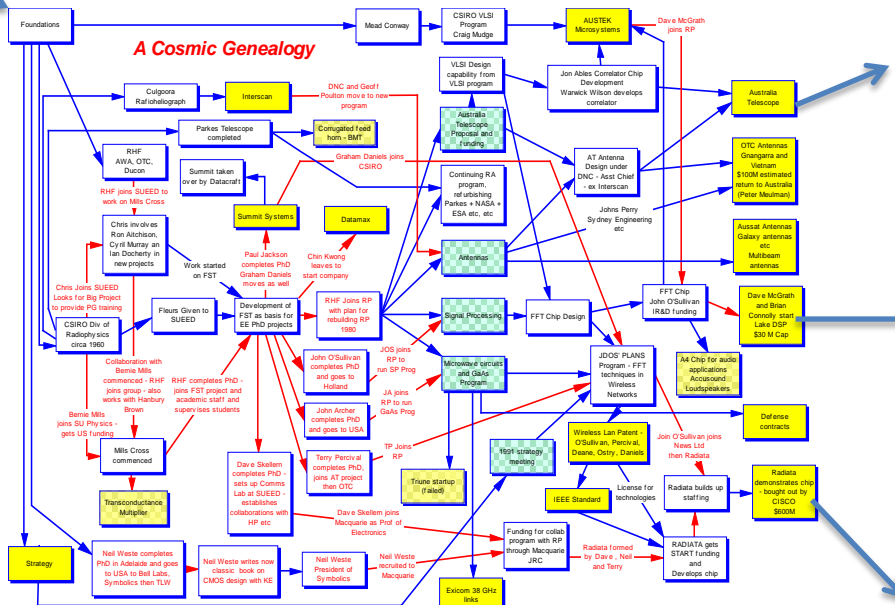 A Cosmic Genealogy
Foundations
Mead Conway
CSIRO VLSI
Program
Craig Mudge
AUSTEK
Microsystems
Dave McGrath
joins RP
VLSI Design
capability from
VLSI program
Jon Ables Correlator Chip
Development
Warwick Wilson develops
correlator
Australia
Telescope
Culgoora
Rafioheliograph
Interscan
DNC and Geoff
Poulton move to new
program
Parkes Telescope
completed
Corrugated feed
horn - BMT
Australia
Telescope
Proposal and
funding
Graham Daniels joins
CSIRO
RHF
AWA, OTC,
Ducon
Summit taken
over by Datacraft
RHF joins SUEED to
work on Mills Cross
Continuing RA
program,
refurbishing
Parkes + NASA +
ESA etc, etc
AT Antenna
Design under
DNC - Asst Chief
- ex Interscan
OTC Antennas
Gnangarra and
Vietnam
$100M estimated
return to Australia
(Peter Meulman)
Summit Systems
Datamax
Johns Perry
Sydney Engineering
etc
Chris involves
Ron Aitchison,
Cyril Murray an
Ian Docherty in
new projects
Paul Jackson
completes PhD
Graham Daniels
moves as well
Chin Kwong
leaves to
start company
Work started
on FST
Antennas
Aussat Antennas
Galaxy antennas
etc
Multibeam
antennas
Chris Joins SUEED
Looks for Big Project
to provide PG training
CSIRO Div of
Radiophysics
circa 1960
Fleurs Given to
SUEED
Development of
FST as basis for
EE PhD projects
RHF Joins RP
with plan for
rebuilding RP
1980
Signal Processing
FFT Chip Design
FFT Chip
John O'Sullivan
IR&D funding
Dave McGrath
and Brian
Connolly start
Lake DSP
$30 M Cap
Collaboration with
Bernie Mills
commenced - RHF
joins group - also
works with Hanbury
Brown
RHF completes PhD -
joins FST project and
academic staff and
supervises students
John O'Sullivan
completes PhD
and goes to
Holland
JOS joins
RP to
run SP Prog
Microwave circuits
and GaAs
Program
JDOS' PLANS
Program - FFT
techniques in
Wireless
Networks
A4 Chip for audio
applications
Accusound
Loudspeakers
John Archer completes
PhD and goes to USA
JA joins
RP to run
GaAs Prog
Bernie Mills
joins SU Physics -
gets US funding
Mills Cross
commenced
Terry Percival
completes PhD,
joins AT project
then OTC
TP Joins
RP
1991 strategy
meeting
Wireless Lan Patent -
O'Sullivan, Percival,
Deane, Ostry, Daniels
Join O'Sullivan joins
News Ltd
then Radiata
Defense
contracts
Transconductance
Multiplier
Dave Skellern
completes PhD -
sets up Comms
Lab at SUEED -
establishes
collaborations with
HP etc
Triune startup
(failed)
IEEE Standard
License for
technologies
Radiata builds up
staffing
Radiata
demonstrates chip
- bought out by
CISCO
$600M
Dave Skellern joins
Macquarie as Prof of
Electronics
Funding for collab
program with RP
through Macquarie
JRC
Radiata formed
by Dave , Neil
and Terry
RADIATA gets
START funding
and
Develops chip
Strategy
Neil Weste completes
PhD in Adelaide and goes
to USA to Bell Labs,
Symbolics then TLW
Neil Weste writes now
classic book on
CMOS design with KE
Neil Weste
President of
Symbolics
Neil Weste
recruited to
Macquarie
Exicom 38 GHz
links